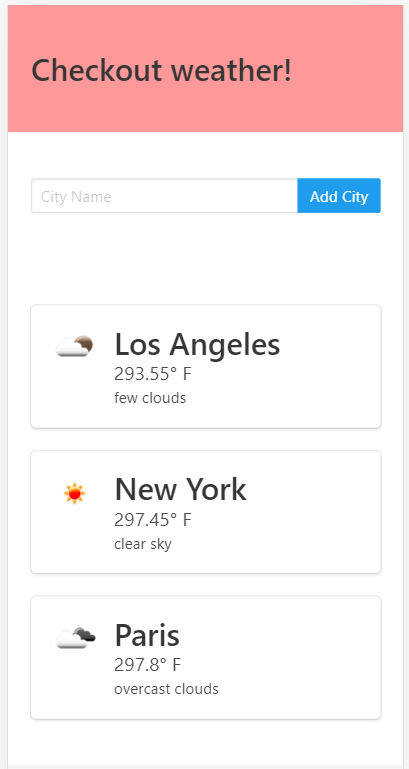 Checkout weather!
City Name
Add City
Los Angeles
293.55° F
few clouds
New York
297.45° F
clear sky
Paris
297.8° F
overcast clouds